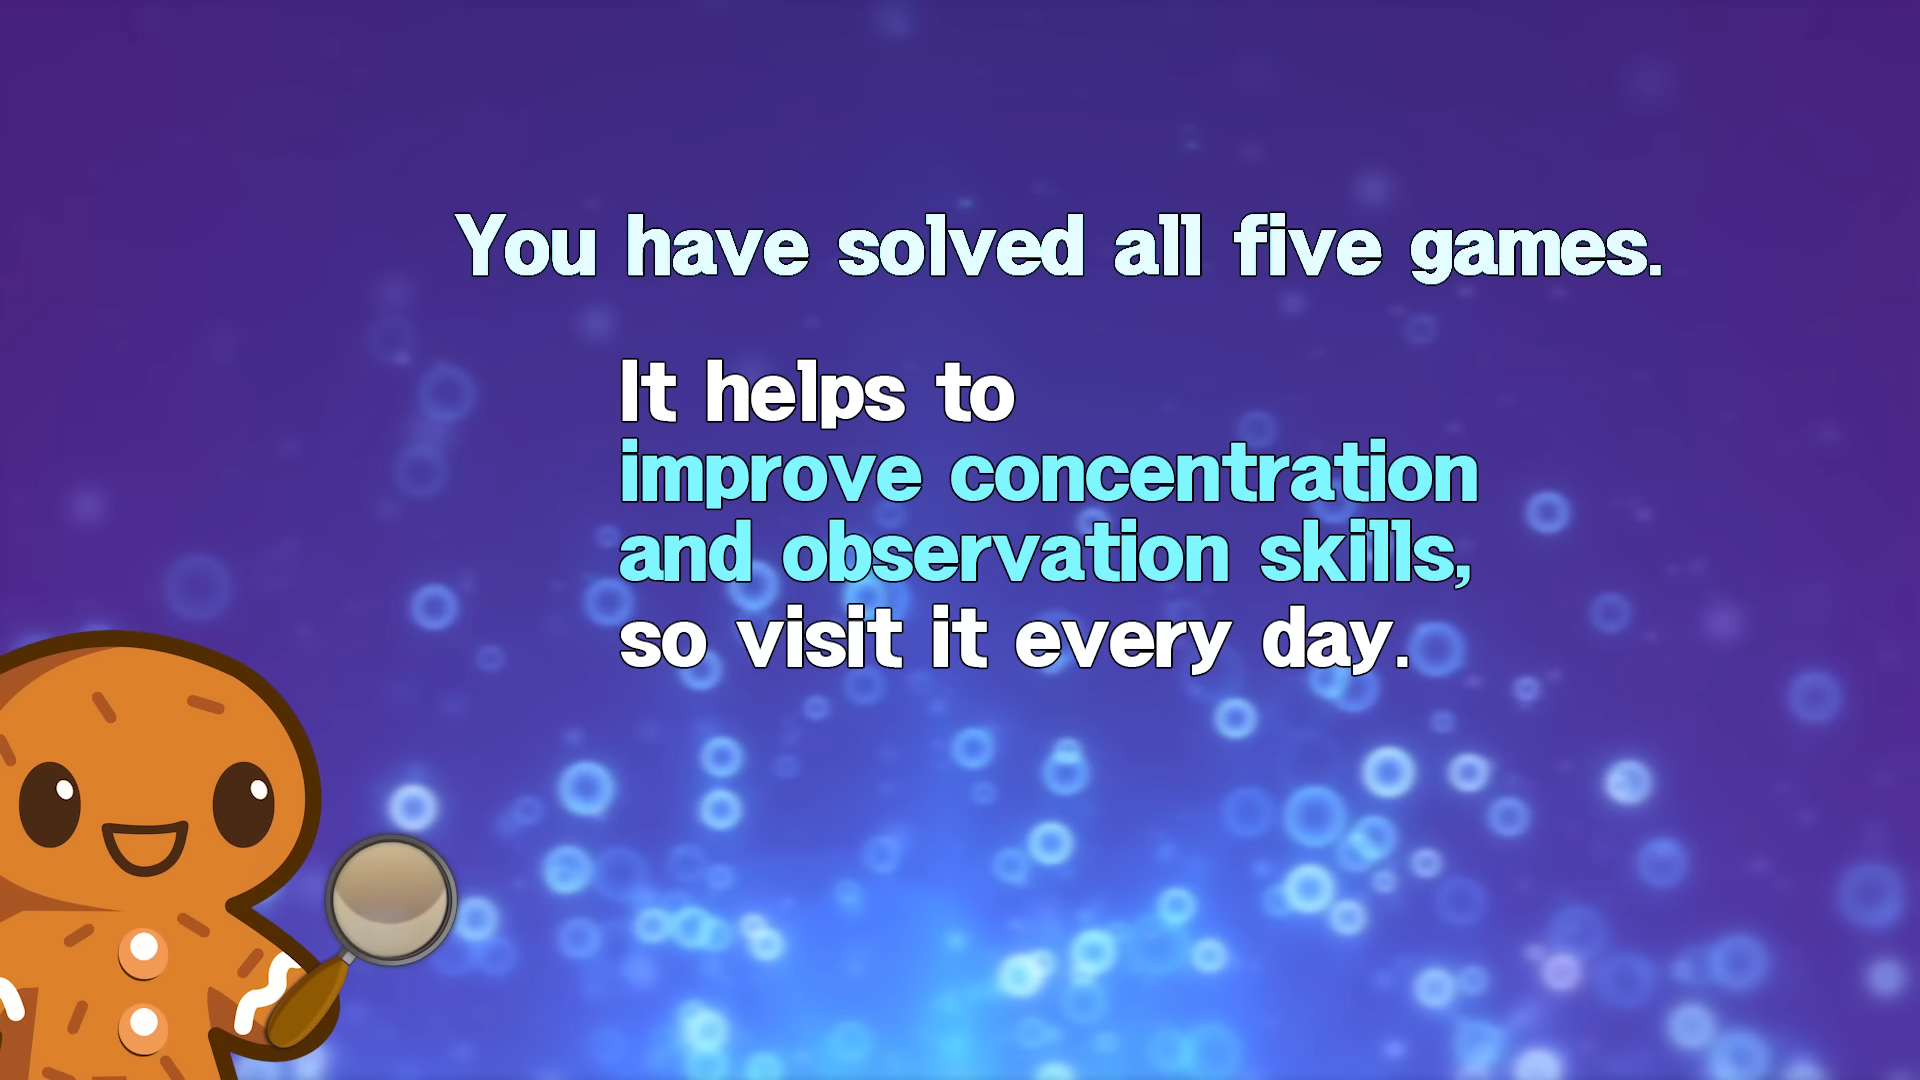 You have solved all five games.
It helps to
improve concentration
and observation skills,
so visit it every day.